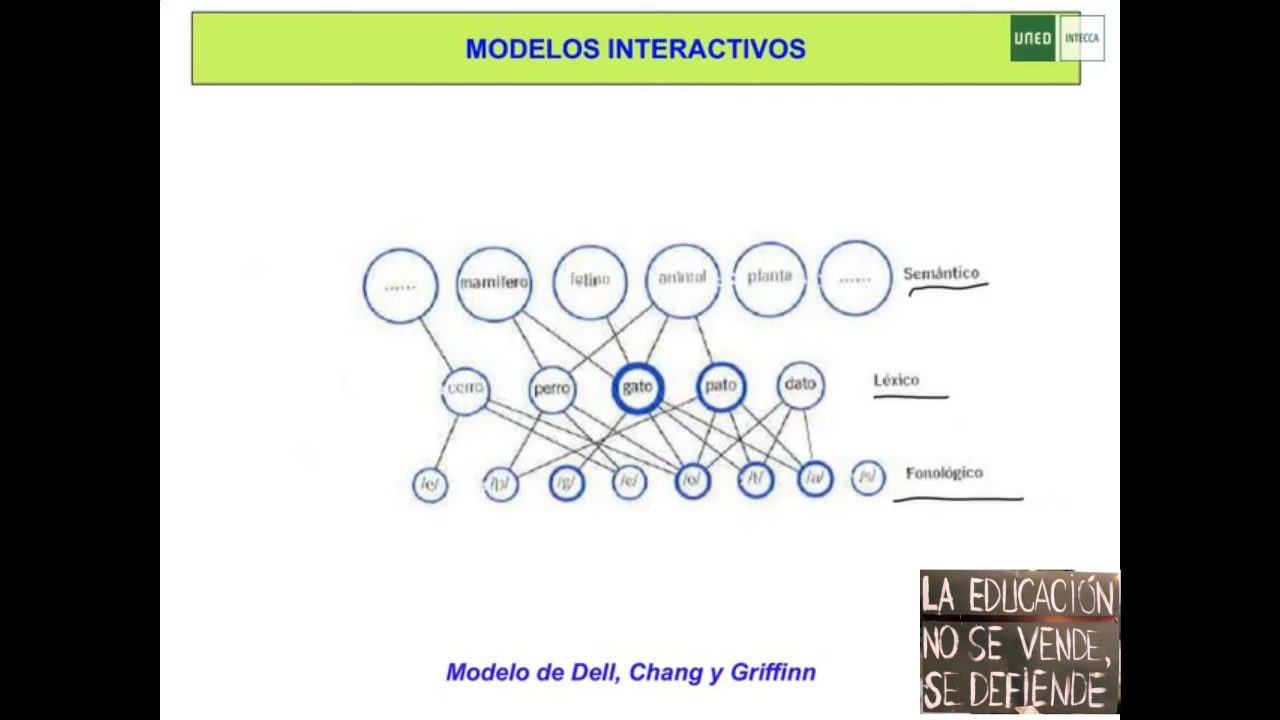 MODELOS INTERACTIVOS
UNED INTECCA
...... mamífero felino animal planta ......
Semántico
cerro perro gato pato dato
Léxico
/e/ /p/ /g/ /e/ /o/ /t/ /a/ /s/
Fonológico
Modelo de Dell, Chang y Griffinn
LA EDUCACIÓN
NO SE VENDE,
SE DEFIENDE